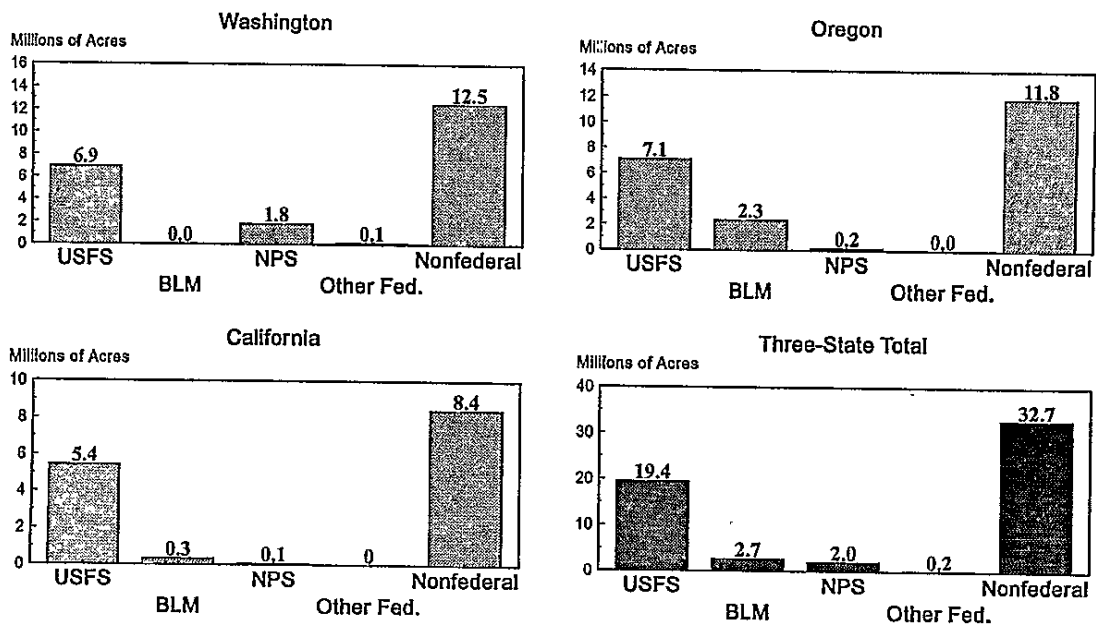 Washington
Millions of Acres
16
14
12
10
8
6
4
2
0
6.9
0.0
1.8
0.1
12.5
USFS
BLM
NPS
Other Fed.
Nonfederal
Oregon
Millions of Acres
14
12
10
8
6
4
2
0
7.1
2.3
0.2
0.0
11.8
USFS
BLM
NPS
Other Fed.
Nonfederal
California
Millions of Acres
10
8
6
4
2
0
5.4
0.3
0.1
0
8.4
USFS
BLM
NPS
Other Fed.
Nonfederal
Three-State Total
Millions of Acres
40
30
20
10
0
19.4
2.7
2.0
0.2
32.7
USFS
BLM
NPS
Other Fed.
Nonfederal